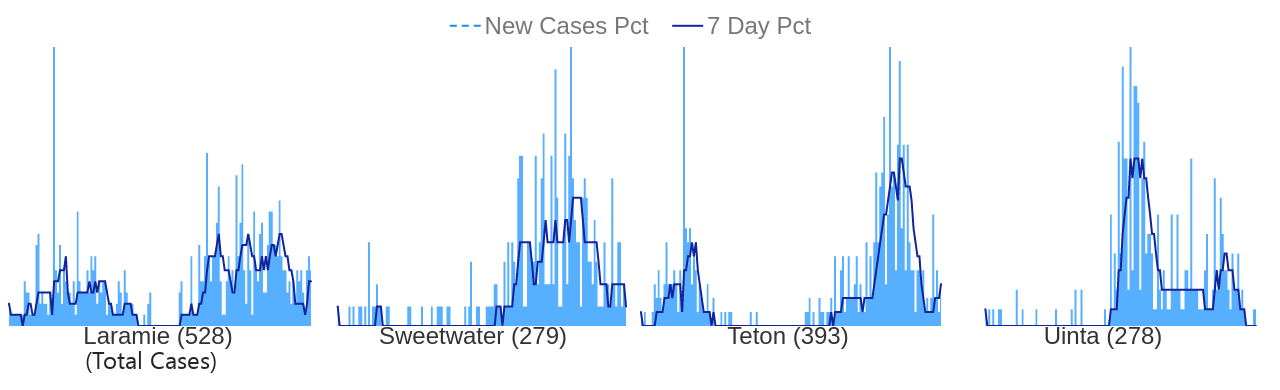 New Cases Pct 7 Day Pct
Laramie (528) Sweetwater (279) Teton (393) Uinta (278)
(Total Cases)